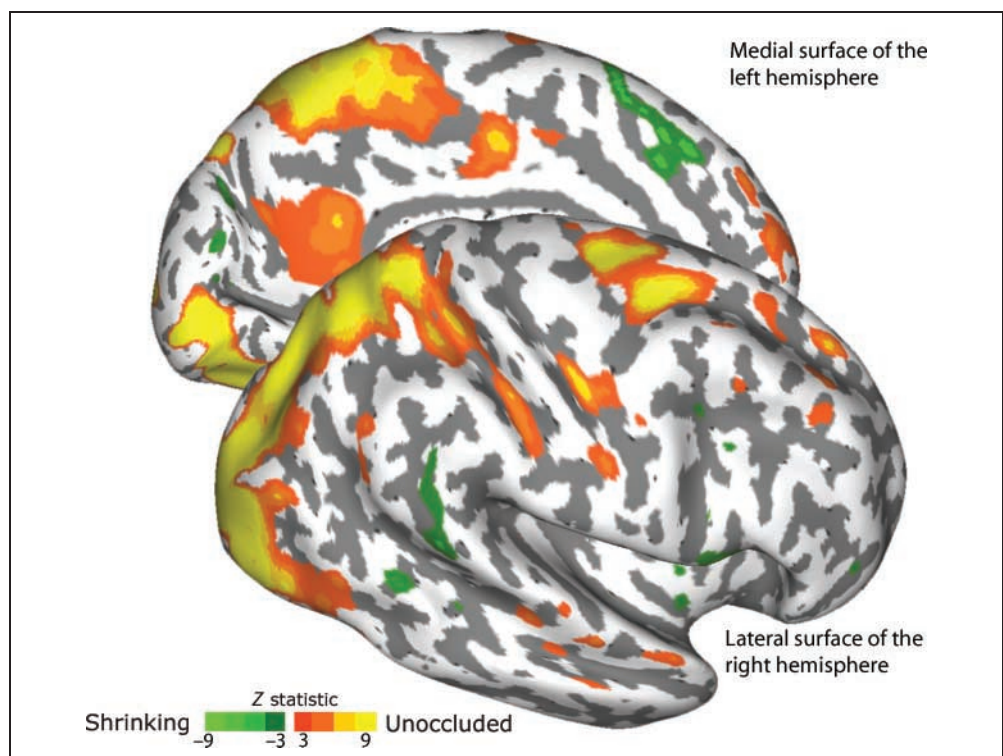 Medial surface of the
left hemisphere
Lateral surface of the
right hemisphere
Z statistic
Shrinking Unoccluded
–9 –3 3 9